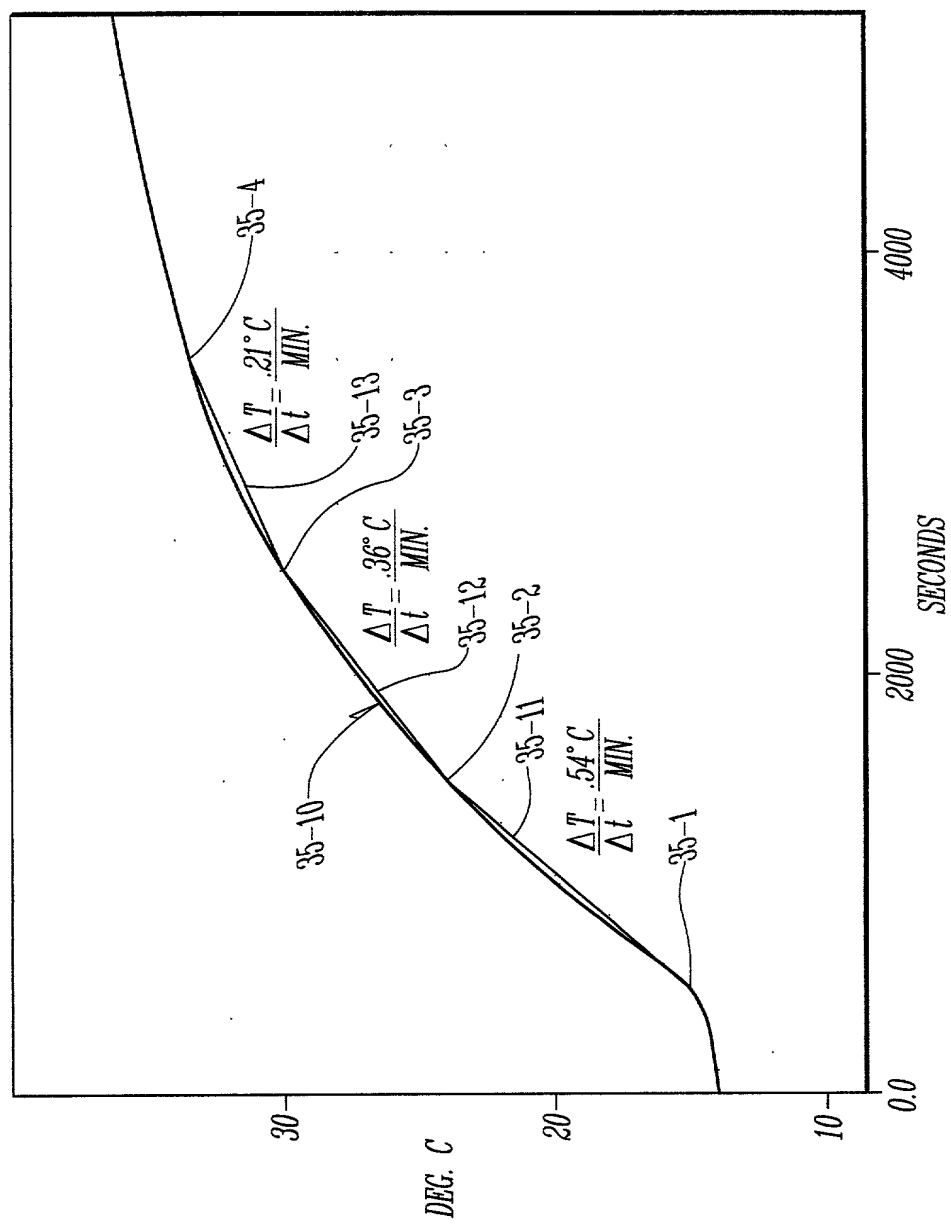 DEG. C
30
20
10
0.0
2000
4000
SECONDS
35-10
35-1
35-11
35-2
35-12
35-3
35-13
35-4
ΔT/Δt = .54° C/MIN.
ΔT/Δt = .36° C/MIN.
ΔT/Δt = .21° C/MIN.